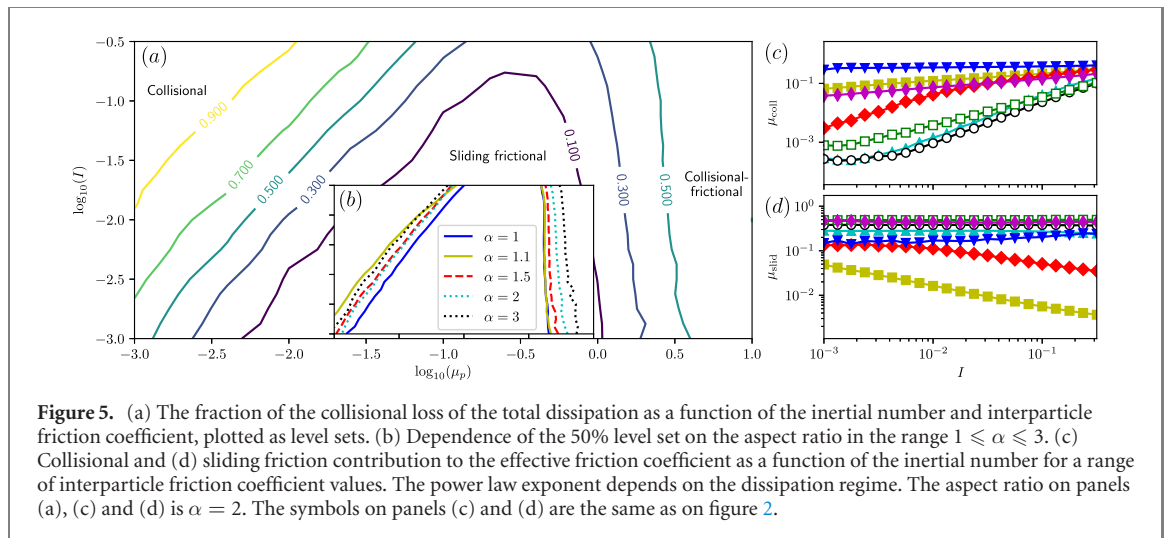 (a)
Collisional
Sliding frictional
Collisional-
frictional
0.900
0.700
0.500
0.300
0.100
0.300
0.500
−0.5
−1.0
−1.5
−2.0
−2.5
−3.0
log₁₀(I)
−3.0 −2.5 −2.0 −1.5 −1.0 −0.5 0.0 0.5 1.0
log₁₀(μₚ)
(b)
α = 1
α = 1.1
α = 1.5
α = 2
α = 3
(c)
10⁻¹
10⁻³
μcoll
(d)
10⁰
10⁻¹
10⁻²
μslid
10⁻³ 10⁻² 10⁻¹
I
Figure 5. (a) The fraction of the collisional loss of the total dissipation as a function of the inertial number and interparticle
friction coefficient, plotted as level sets. (b) Dependence of the 50% level set on the aspect ratio in the range 1 ⩽ α ⩽ 3. (c)
Collisional and (d) sliding friction contribution to the effective friction coefficient as a function of the inertial number for a range
of interparticle friction coefficient values. The power law exponent depends on the dissipation regime. The aspect ratio on panels
(a), (c) and (d) is α = 2. The symbols on panels (c) and (d) are the same as on figure 2.